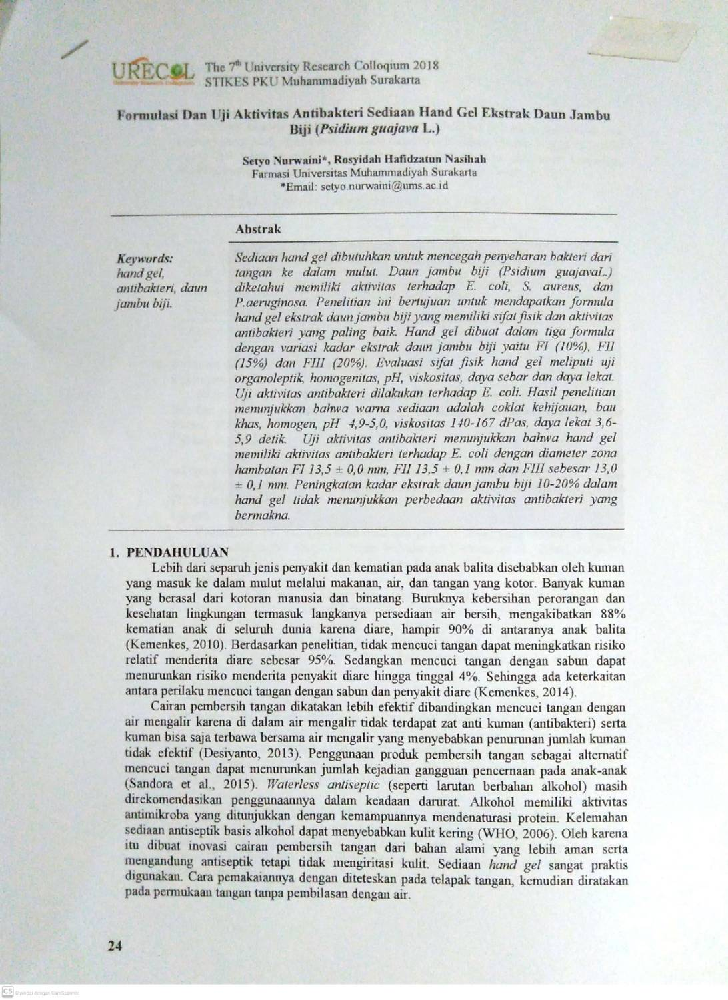 URECOL
The 7th University Research Colloqium 2018
STIKES PKU Muhammadiyah Surakarta
Formulasi Dan Uji Aktivitas Antibakteri Sediaan Hand Gel Ekstrak Daun Jambu
Biji (Psidium guajava L.)
Setyo Nurwaini*, Rosyidah Hafidzatun Nasihah
Farmasi Universitas Muhammadiyah Surakarta
*Email: setyo.nurwaini@ums.ac.id
Abstrak
Keywords:
hand gel,
antibakteri, daun
jambu biji.
Sediaan hand gel dibutuhkan untuk mencegah penyebaran bakteri dari
tangan ke dalam mulut. Daun jambu biji (Psidium guajavaL.)
diketahui memiliki aktivitas terhadap E. coli, S. aureus, dan
P.aeruginosa. Penelitian ini bertujuan untuk mendapatkan formula
hand gel ekstrak daun jambu biji yang memiliki sifat fisik dan aktivitas
antibakteri yang paling baik. Hand gel dibuat dalam tiga formula
dengan variasi kadar ekstrak daun jambu biji yaitu FI (10%), FII
(15%) dan FIII (20%). Evaluasi sifat fisik hand gel meliputi uji
organoleptik, homogenitas, pH, viskositas, daya sebar dan daya lekat.
Uji aktivitas antibakteri dilakukan terhadap E. coli. Hasil penelitian
menunjukkan bahwa warna sediaan adalah coklat kehijauan, bau
khas, homogen, pH 4,9-5,0, viskositas 140-167 dPas, daya lekat 3,6-
5,9 detik. Uji aktivitas antibakteri menunjukkan bahwa hand gel
memiliki aktivitas antibakteri terhadap E. coli dengan diameter zona
hambatan FI 13,5 ± 0,0 mm, FII 13,5 ± 0,1 mm dan FIII sebesar 13,0
± 0,1 mm. Peningkatan kadar ekstrak daun jambu biji 10-20% dalam
hand gel tidak menunjukkan perbedaan aktivitas antibakteri yang
bermakna.
1. PENDAHULUAN
Lebih dari separuh jenis penyakit dan kematian pada anak balita disebabkan oleh kuman
yang masuk ke dalam mulut melalui makanan, air, dan tangan yang kotor. Banyak kuman
yang berasal dari kotoran manusia dan binatang. Buruknya kebersihan perorangan dan
kesehatan lingkungan termasuk langkanya persediaan air bersih, mengakibatkan 88%
kematian anak di seluruh dunia karena diare, hampir 90% di antaranya anak balita
(Kemenkes, 2010). Berdasarkan penelitian, tidak mencuci tangan dapat meningkatkan risiko
relatif menderita diare sebesar 95%. Sedangkan mencuci tangan dengan sabun dapat
menurunkan risiko menderita penyakit diare hingga tinggal 4%. Sehingga ada keterkaitan
antara perilaku mencuci tangan dengan sabun dan penyakit diare (Kemenkes, 2014).
Cairan pembersih tangan dikatakan lebih efektif dibandingkan mencuci tangan dengan
air mengalir karena di dalam air mengalir tidak terdapat zat anti kuman (antibakteri) serta
kuman bisa saja terbawa bersama air mengalir yang menyebabkan penurunan jumlah kuman
tidak efektif (Desiyanto, 2013). Penggunaan produk pembersih tangan sebagai alternatif
mencuci tangan dapat menurunkan jumlah kejadian gangguan pencernaan pada anak-anak
(Sandora et al., 2015). Waterless antiseptic (seperti larutan berbahan alkohol) masih
direkomendasikan penggunaannya dalam keadaan darurat. Alkohol memiliki aktivitas
antimikroba yang ditunjukkan dengan kemampuannya mendenaturasi protein. Kelemahan
sediaan antiseptik basis alkohol dapat menyebabkan kulit kering (WHO, 2006). Oleh karena
itu dibuat inovasi cairan pembersih tangan dari bahan alami yang lebih aman serta
mengandung antiseptik tetapi tidak mengiritasi kulit. Sediaan hand gel sangat praktis
digunakan. Cara pemakaiannya dengan diteteskan pada telapak tangan, kemudian diratakan
pada permukaan tangan tanpa pembilasan dengan air.
24
CS Dipindai dengan CamScanner